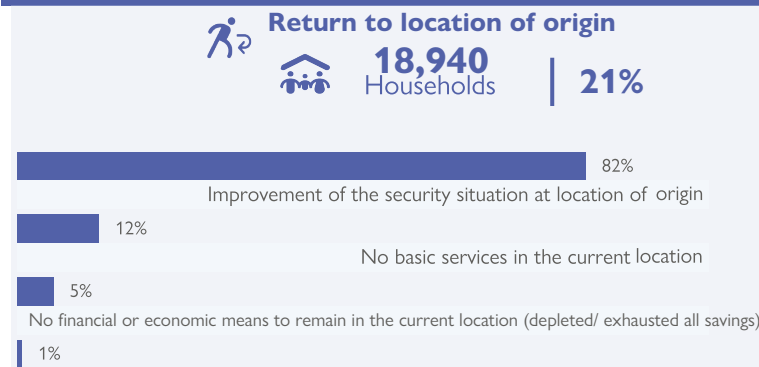 Return to location of origin
18,940
Households
21%
82%
Improvement of the security situation at location of origin
12%
No basic services in the current location
5%
No financial or economic means to remain in the current location (depleted/ exhausted all savings)
1%